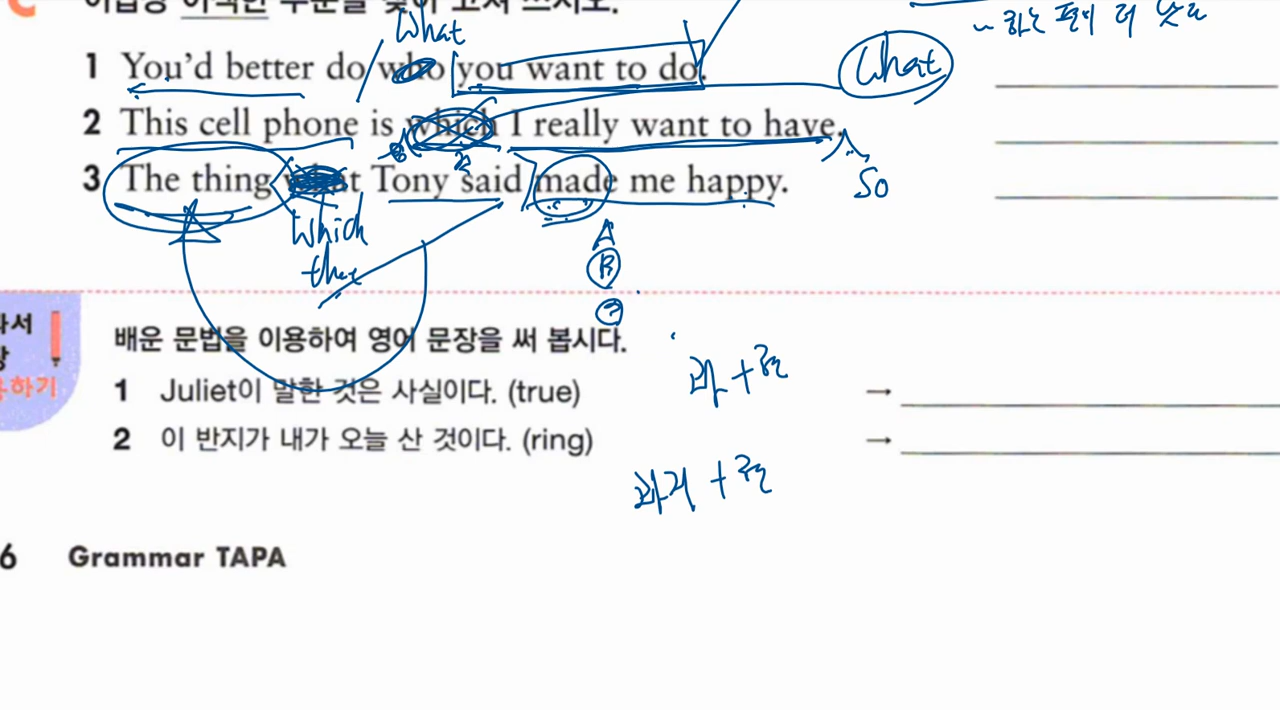 C 어법상 어색한 부분을 찾아 고쳐 쓰시오.
~하는 편이 더 낫다
What
1 You'd better do who you want to do.
What
2 This cell phone is which I really want to have.
3 The thing what Tony said made me happy.
So
Which
that
A
B
배운 문법을 이용하여 영어 문장을 써 봅시다.
과+
1 Juliet이 말한 것은 사실이다. (true) →
2 이 반지가 내가 오늘 산 것이다. (ring) →
과거 +
6 Grammar TAPA